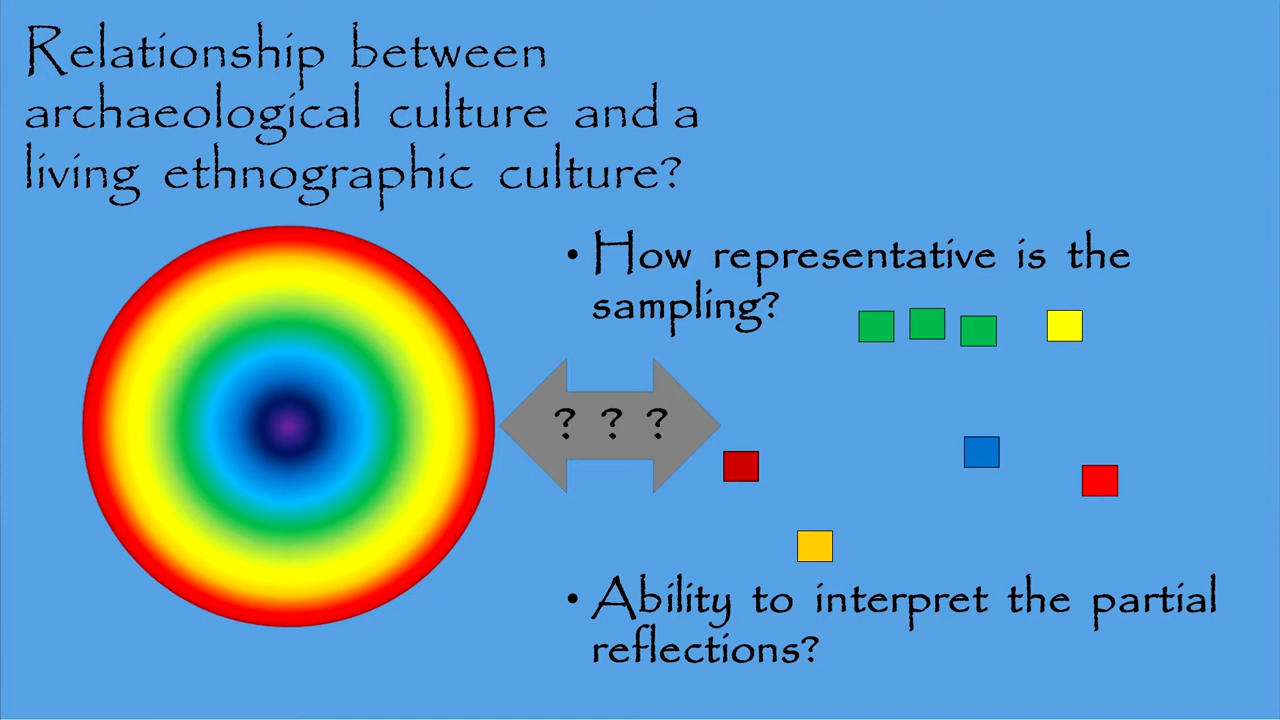 Relationship between
archaeological culture and a
living ethnographic culture?
• How representative is the
sampling?
? ? ?
• Ability to interpret the partial
reflections?